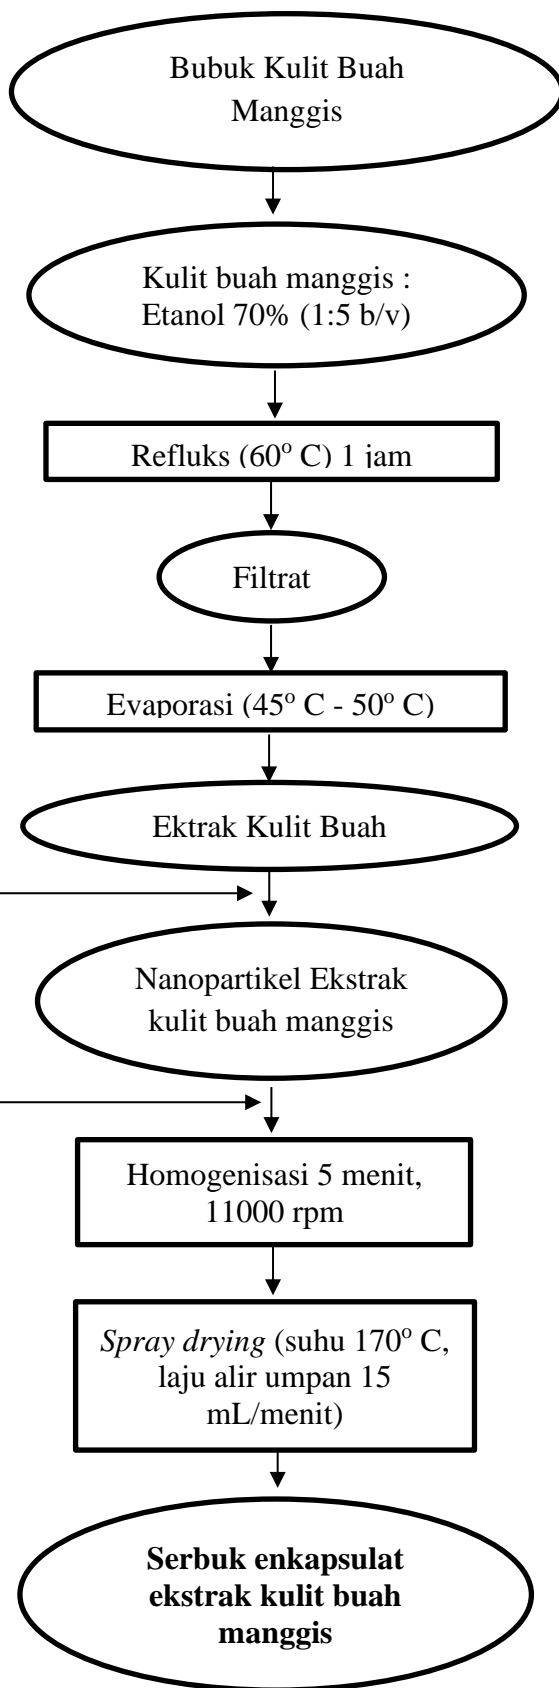 Bubuk Kulit Buah
Manggis
Kulit buah manggis :
Etanol 70% (1:5 b/v)
Refluks (60° C) 1 jam
Filtrat
Evaporasi (45° C - 50° C)
Ektrak Kulit Buah
Nanopartikel Ekstrak
kulit buah manggis
Homogenisasi 5 menit,
11000 rpm
Spray drying (suhu 170° C,
laju alir umpan 15
mL/menit)
Serbuk enkapsulat
ekstrak kulit buah
manggis